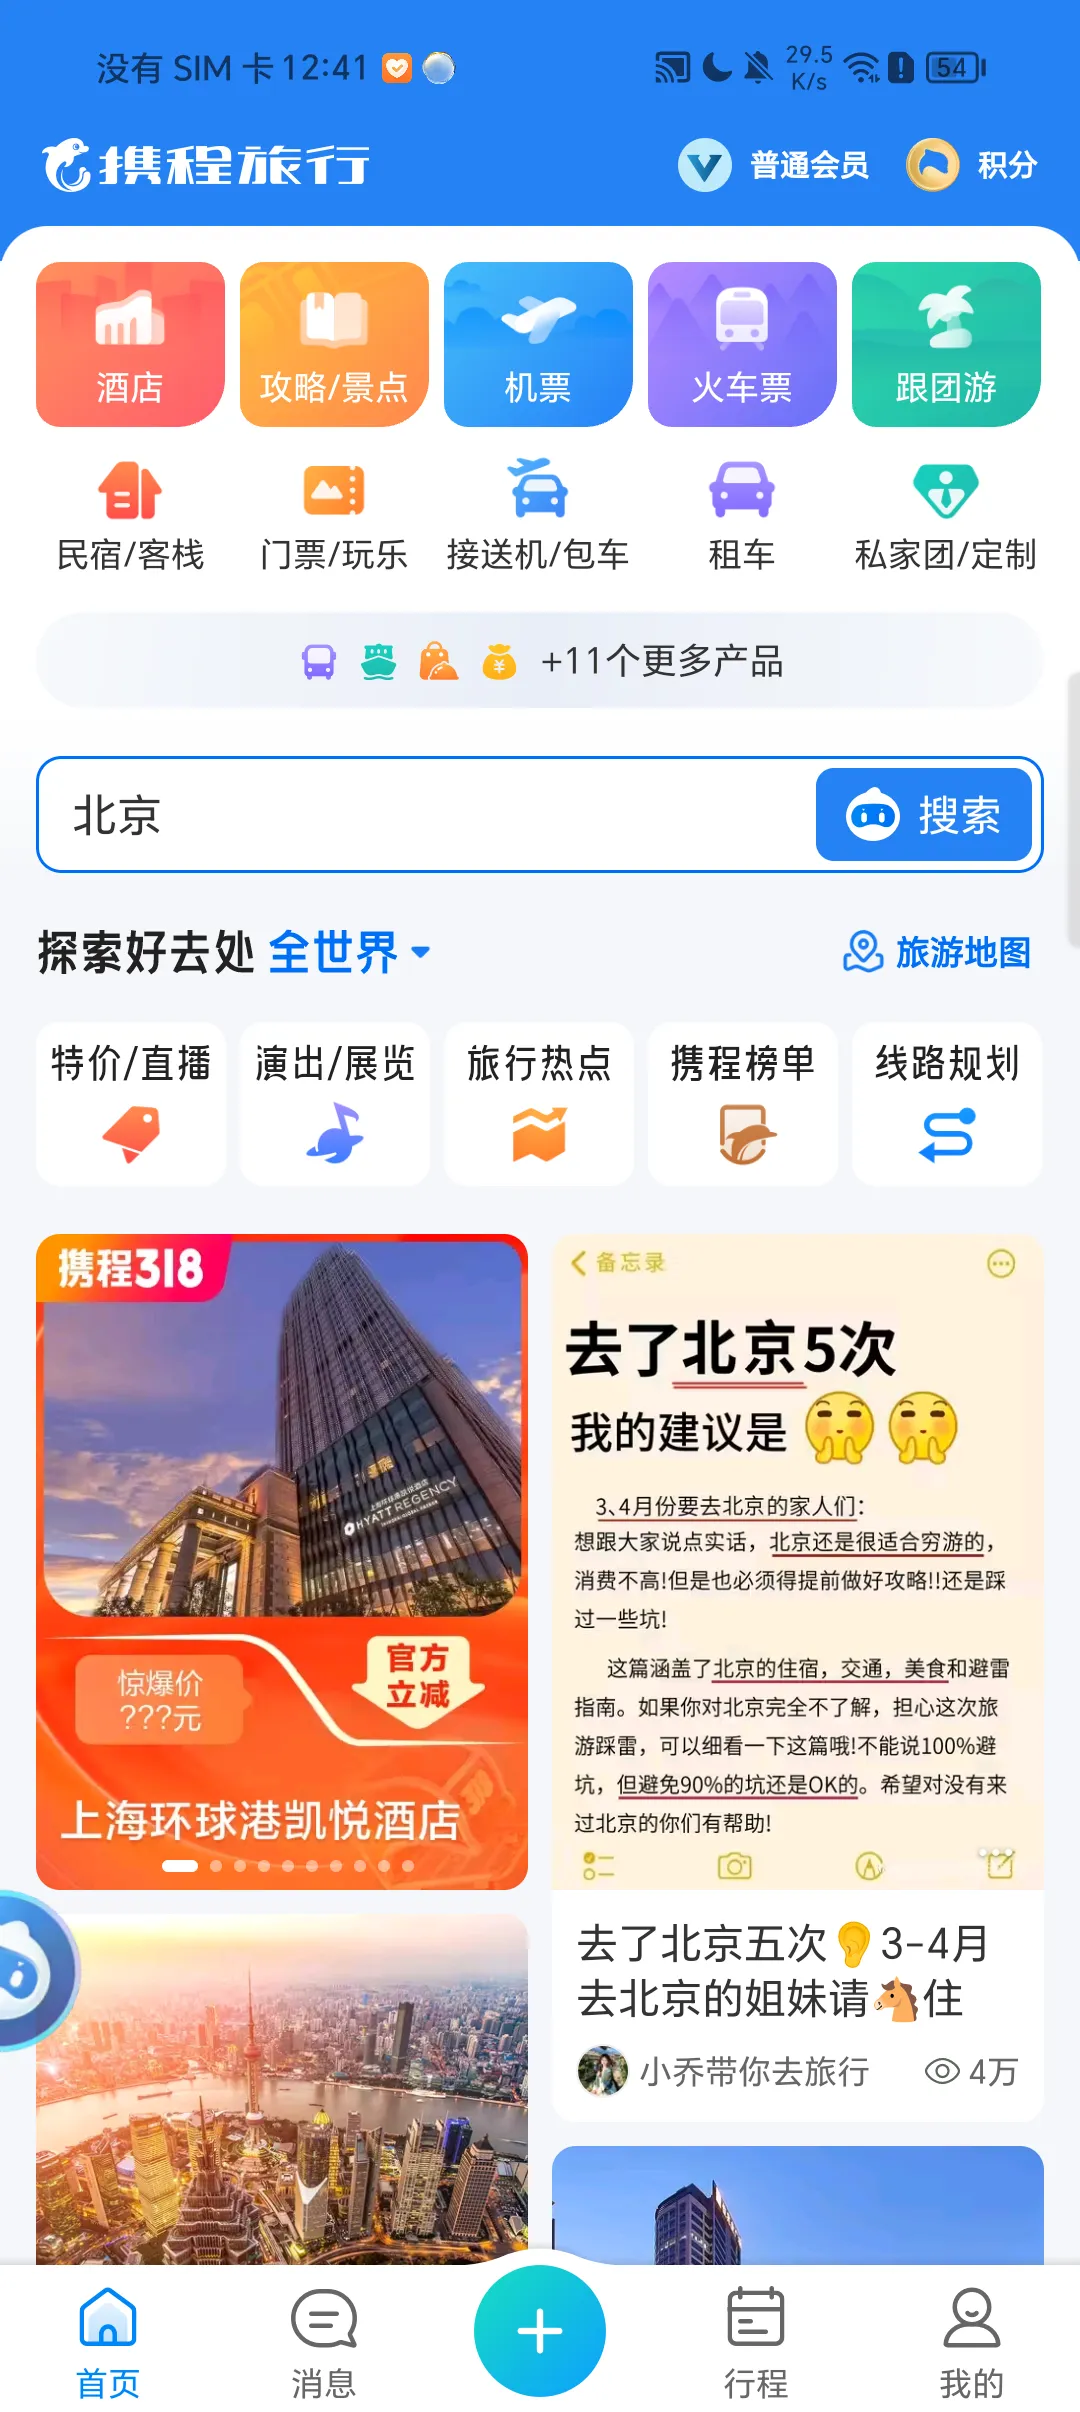 没有 SIM 卡 12:41
29.5
K/s
54
携程旅行
普通会员
积分
酒店
攻略/景点
机票
火车票
跟团游
民宿/客栈
门票/玩乐
接送机/包车
租车
私家团/定制
+11个更多产品
北京
搜索
探索好去处 全世界
旅游地图
特价/直播
演出/展览
旅行热点
携程榜单
线路规划
携程318
上海环球港凯悦酒店
HYATT REGENCY
惊爆价
???元
官方
立减
上海环球港凯悦酒店
备忘录
去了北京5次
我的建议是
3、4月份要去北京的家人们:
想跟大家说点实话，北京还是很适合穷游的，
消费不高!但是也必须得提前做好攻略!!还是踩
过一些坑!
这篇涵盖了北京的住宿，交通，美食和避雷
指南。如果你对北京完全不了解，担心这次旅
游踩雷，可以细看一下这篇哦!不能说100%避
坑，但避免90%的坑还是OK的。希望对没有来
过北京的你们有帮助!
去了北京五次👂3-4月
去北京的姐妹请🐴住
小乔带你去旅行
4万
首页
消息
行程
我的